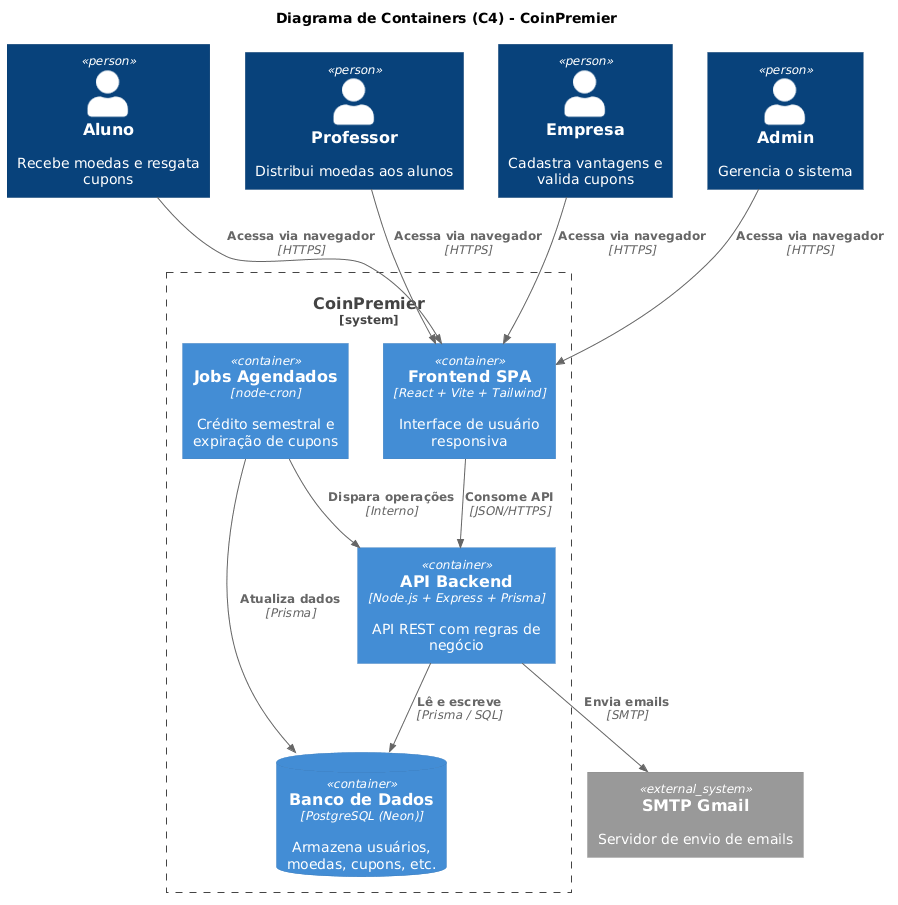 Diagrama de Containers (C4) - CoinPremier
«person»
Aluno
Recebe moedas e resgata
cupons
«person»
Professor
Distribui moedas aos alunos
«person»
Empresa
Cadastra vantagens e
valida cupons
«person»
Admin
Gerencia o sistema
Acessa via navegador
[HTTPS]
Acessa via navegador
[HTTPS]
Acessa via navegador
[HTTPS]
Acessa via navegador
[HTTPS]
CoinPremier
[system]
«container»
Jobs Agendados
[node-cron]
Crédito semestral e
expiração de cupons
«container»
Frontend SPA
[React + Vite + Tailwind]
Interface de usuário
responsiva
Dispara operações
[Interno]
Consome API
[JSON/HTTPS]
«container»
API Backend
[Node.js + Express + Prisma]
API REST com regras de
negócio
Atualiza dados
[Prisma]
Lê e escreve
[Prisma / SQL]
Envia emails
[SMTP]
«container»
Banco de Dados
[PostgreSQL (Neon)]
Armazena usuários,
moedas, cupons, etc.
«external_system»
SMTP Gmail
Servidor de envio de emails